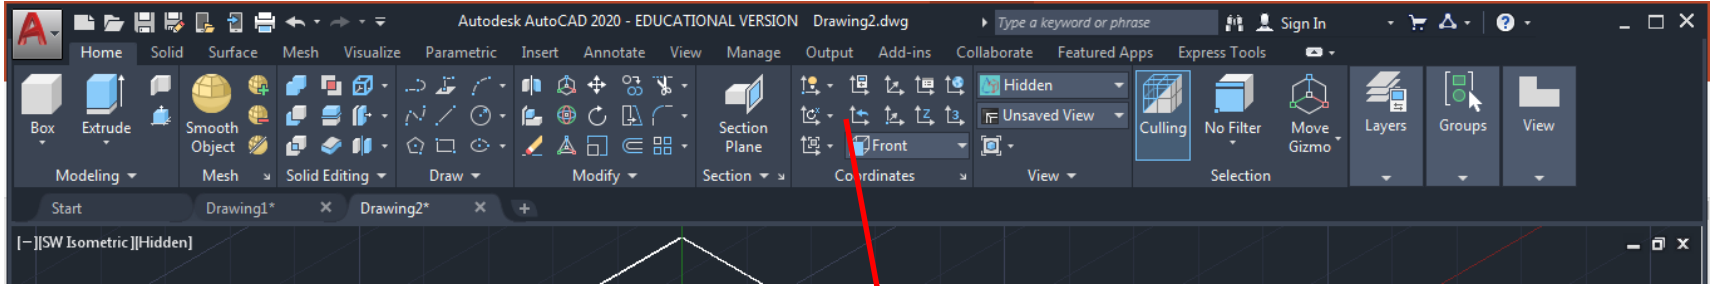 Autodesk AutoCAD 2020 - EDUCATIONAL VERSION Drawing2.dwg Type a keyword or phrase Sign In
Home Solid Surface Mesh Visualize Parametric Insert Annotate View Manage Output Add-ins Collaborate Featured Apps Express Tools
Hidden
Unsaved View
Box Extrude Smooth Object Section Plane Culling No Filter Move Gizmo Layers Groups View
Front
Modeling Mesh Solid Editing Draw Modify Section Coordinates View Selection
Start Drawing1* Drawing2*
[−][SW Isometric][Hidden]